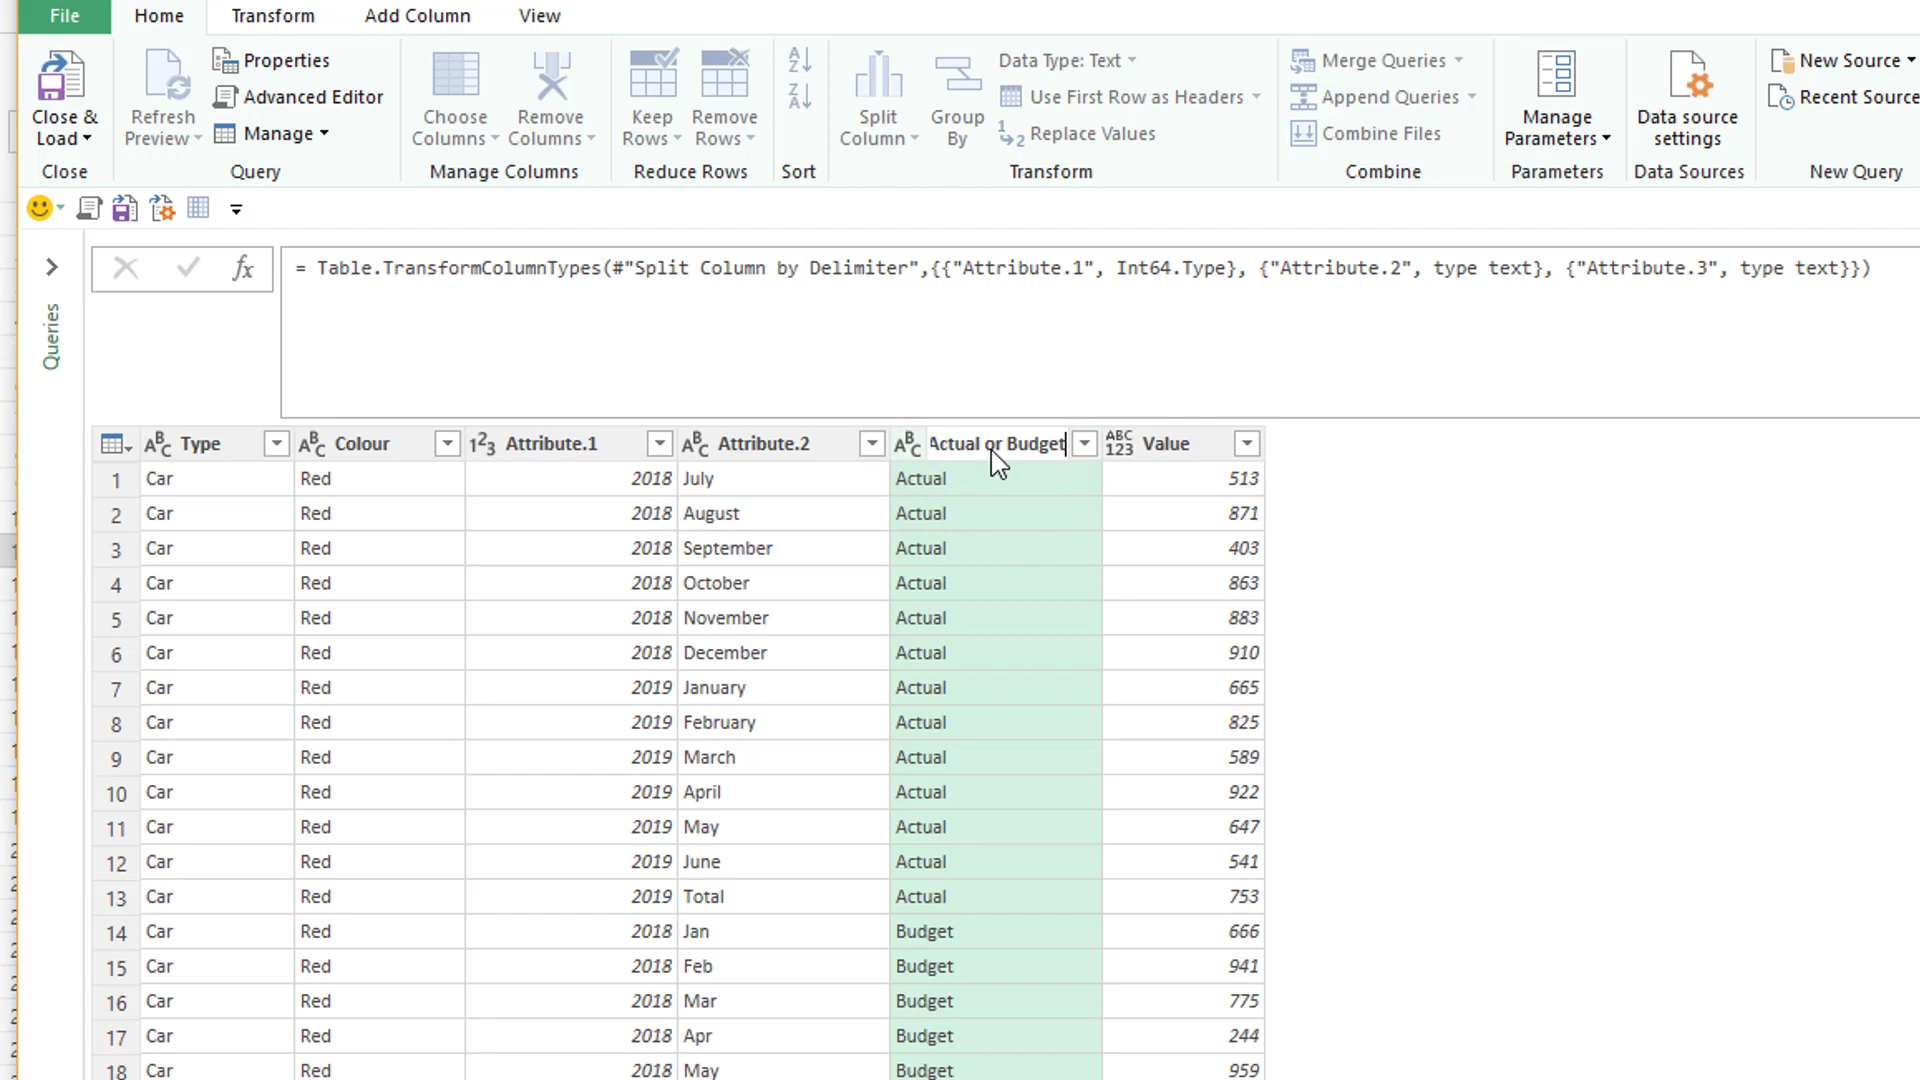 File Home Transform Add Column View
Close & Load
Close
Refresh Preview
Properties
Advanced Editor
Manage
Query
Choose Columns
Remove Columns
Manage Columns
Keep Rows
Remove Rows
Reduce Rows
A Z
Z A
Sort
Split Column
Group By
Data Type: Text
Use First Row as Headers
1 2 Replace Values
Transform
Merge Queries
Append Queries
Combine Files
Combine
Manage Parameters
Parameters
Data source settings
Data Sources
New Source
Recent Source
New Query
fx = Table.TransformColumnTypes(#"Split Column by Delimiter",{{"Attribute.1", Int64.Type}, {"Attribute.2", type text}, {"Attribute.3", type text}})
Queries
ABC Type ABC Colour 123 Attribute.1 ABC Attribute.2 ABC Actual or Budget ABC 123 Value
1 Car Red 2018 July Actual 513
2 Car Red 2018 August Actual 871
3 Car Red 2018 September Actual 403
4 Car Red 2018 October Actual 863
5 Car Red 2018 November Actual 883
6 Car Red 2018 December Actual 910
7 Car Red 2019 January Actual 665
8 Car Red 2019 February Actual 825
9 Car Red 2019 March Actual 589
10 Car Red 2019 April Actual 922
11 Car Red 2019 May Actual 647
12 Car Red 2019 June Actual 541
13 Car Red 2019 Total Actual 753
14 Car Red 2018 Jan Budget 666
15 Car Red 2018 Feb Budget 941
16 Car Red 2018 Mar Budget 775
17 Car Red 2018 Apr Budget 244
18 Car Red 2018 May Budget 959